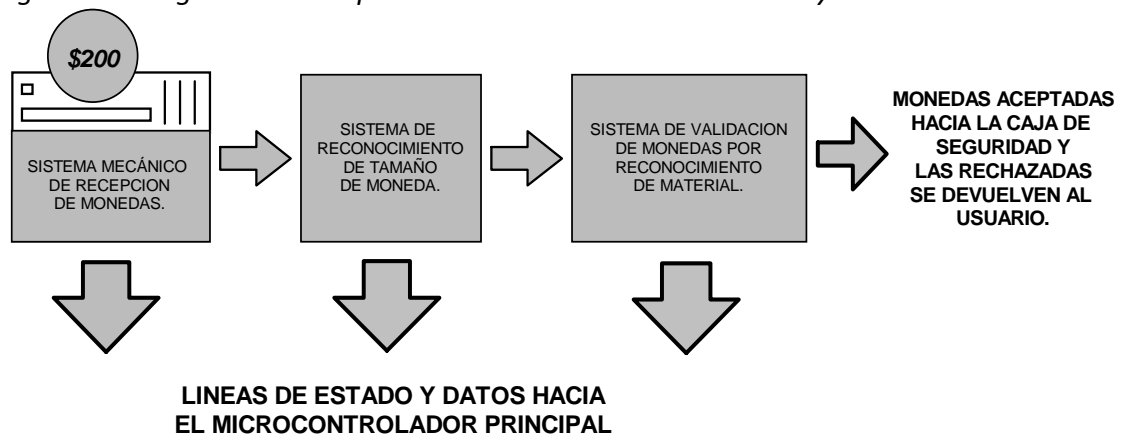 $200
SISTEMA MECÁNICO
DE RECEPCION
DE MONEDAS.
SISTEMA DE
RECONOCIMIENTO
DE TAMAÑO
DE MONEDA.
SISTEMA DE VALIDACION
DE MONEDAS POR
RECONOCIMIENTO
DE MATERIAL.
MONEDAS ACEPTADAS
HACIA LA CAJA DE
SEGURIDAD Y
LAS RECHAZADAS
SE DEVUELVEN AL
USUARIO.
LINEAS DE ESTADO Y DATOS HACIA
EL MICROCONTROLADOR PRINCIPAL